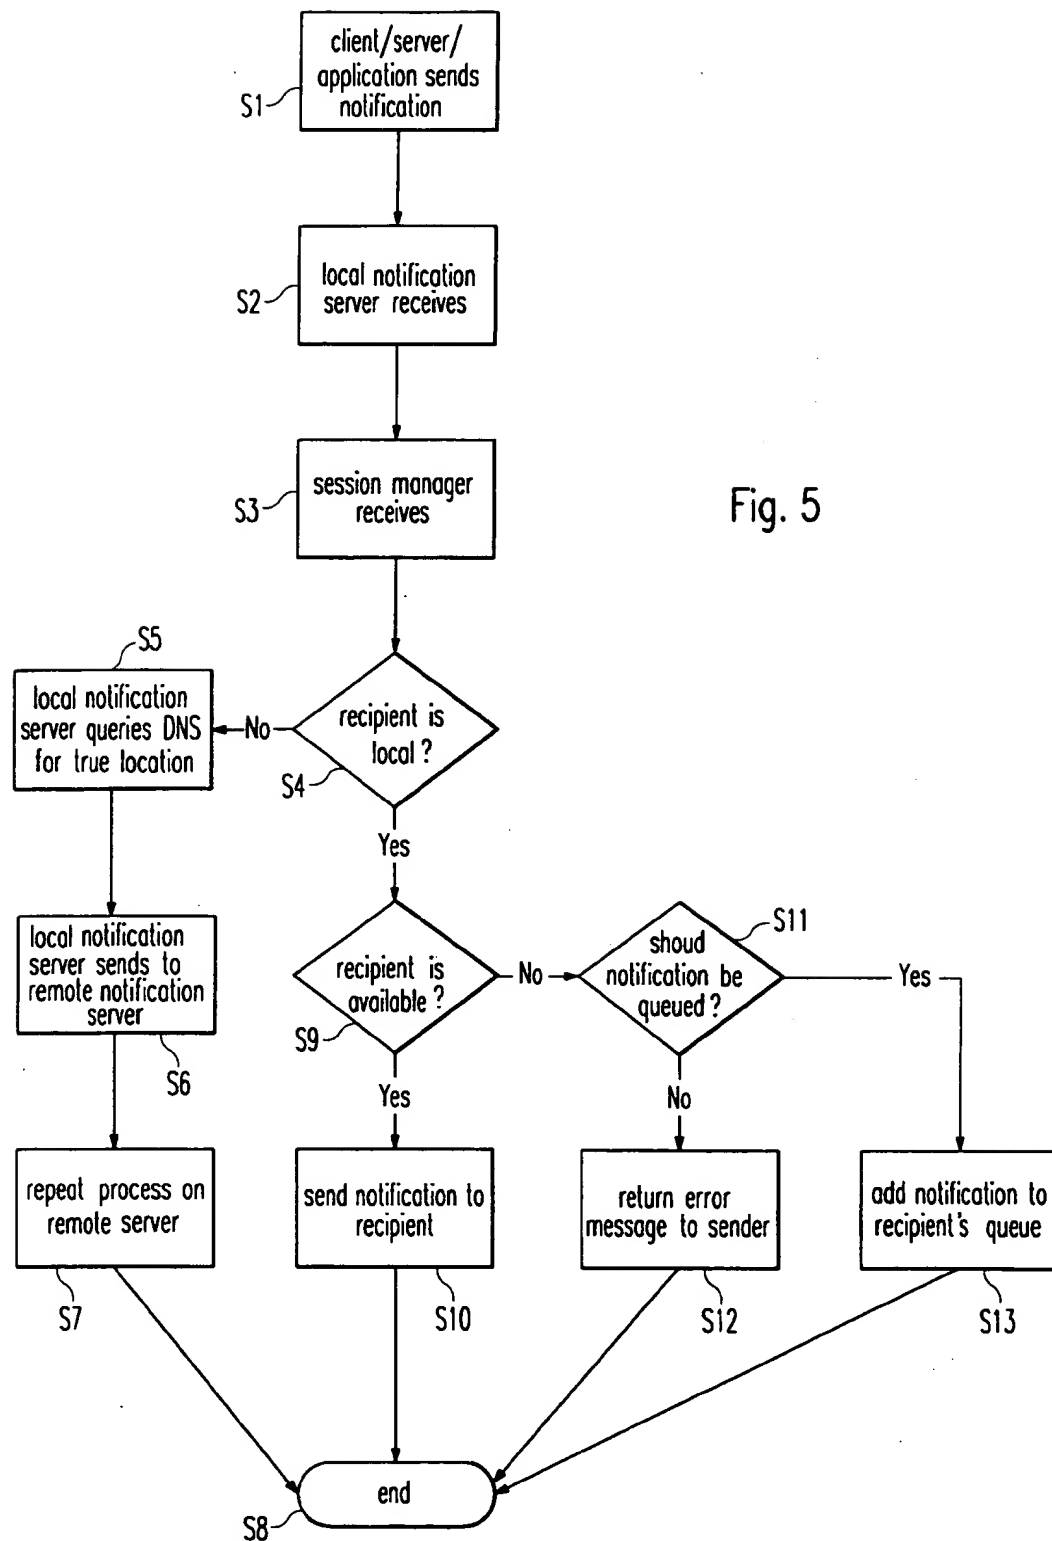 client/server/
application sends
notification
S1
local notification
server receives
S2
session manager
receives
S3
Fig. 5
S5
local notification
server queries DNS
for true location
No
recipient is
local ?
S4
Yes
local notification
server sends to
remote notification
server
S6
recipient is
available ?
S9
No
shoud
notification be
queued ?
S11
Yes
Yes
No
repeat process on
remote server
S7
send notification to
recipient
S10
return error
message to sender
S12
add notification to
recipient's queue
S13
end
S8